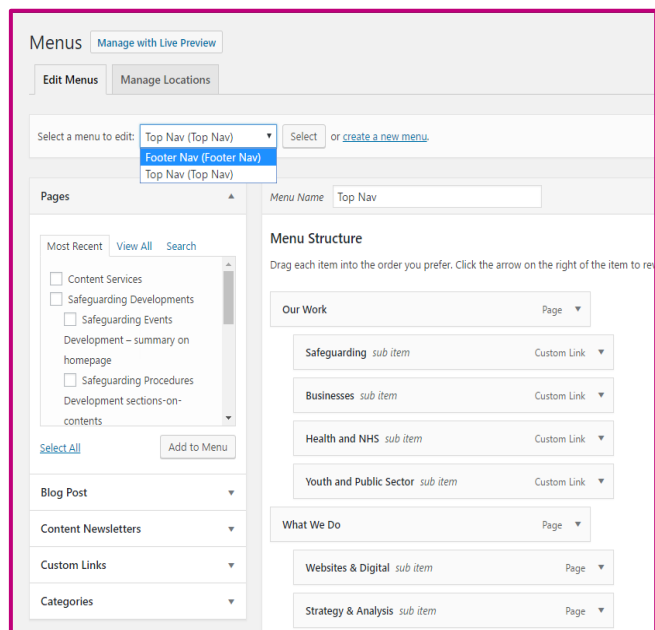 Menus Manage with Live Preview
Edit Menus Manage Locations
Select a menu to edit: Top Nav (Top Nav) Select or create a new menu.
Footer Nav (Footer Nav)
Top Nav (Top Nav)
Pages
Most Recent View All Search
Content Services
Safeguarding Developments
Safeguarding Events
Development – summary on
homepage
Safeguarding Procedures
Development sections-on-
contents
Select All Add to Menu
Blog Post
Content Newsletters
Custom Links
Categories
Menu Name Top Nav
Menu Structure
Drag each item into the order you prefer. Click the arrow on the right of the item to
Our Work Page
Safeguarding sub item Custom Link
Businesses sub item Custom Link
Health and NHS sub item Custom Link
Youth and Public Sector sub item Custom Link
What We Do Page
Websites & Digital sub item Page
Strategy & Analysis sub item Page